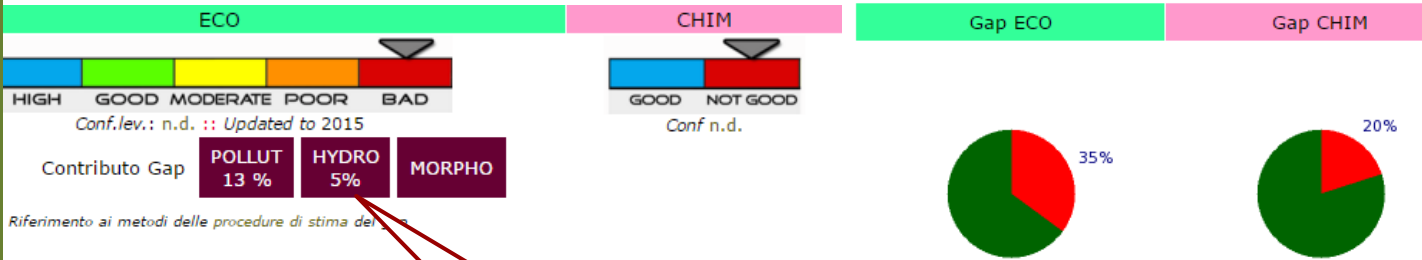 ECO CHIM Gap ECO Gap CHIM
HIGH GOOD MODERATE POOR BAD
GOOD NOT GOOD
Conf.lev.: n.d. :: Updated to 2015
Conf n.d.
20%
35%
Contributo Gap
POLLUT
13 %
HYDRO
5%
MORPHO
Riferimento ai metodi delle procedure di stima del